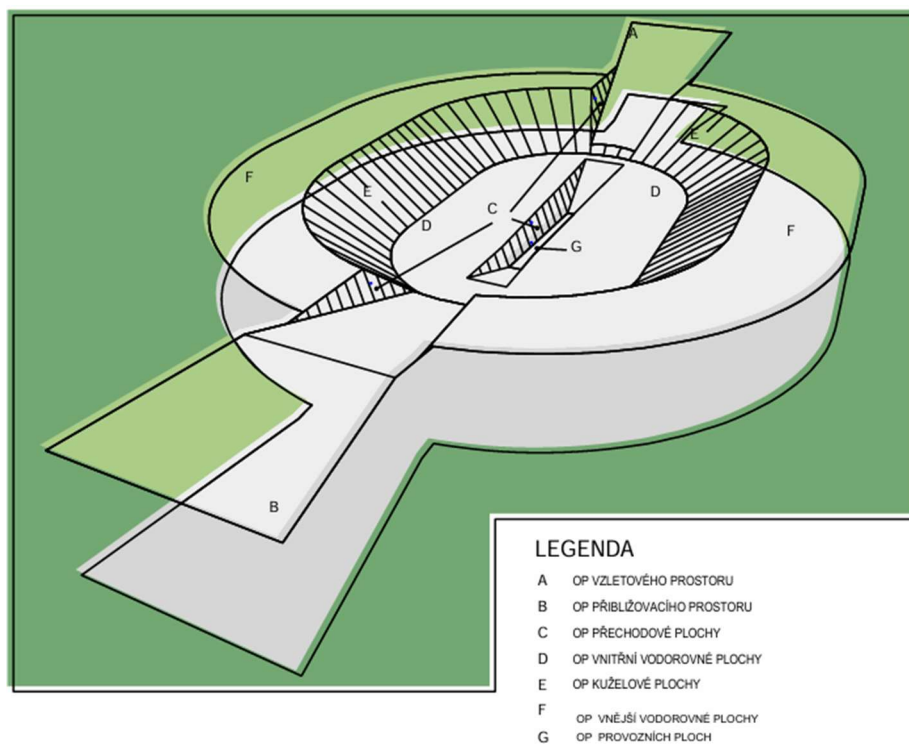 A
E
F
E
D
D
C
F
G
B
LEGENDA
A OP VZLETOVÉHO PROSTORU
B OP PŘIBLIŽOVACÍHO PROSTORU
C OP PŘECHODOVÉ PLOCHY
D OP VNITŘNÍ VODOROVNÉ PLOCHY
E OP KUŽELOVÉ PLOCHY
F OP VNĚJŠÍ VODOROVNÉ PLOCHY
G OP PROVOZNÍCH PLOCH